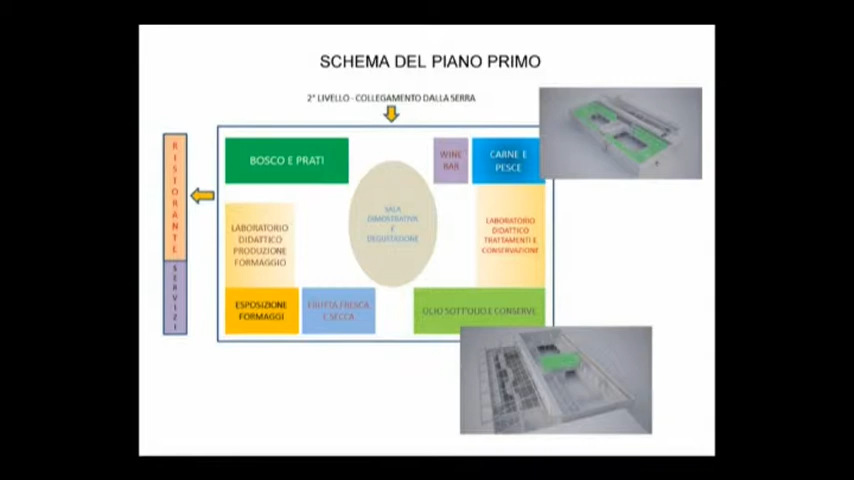 SCHEMA DEL PIANO PRIMO
2° LIVELLO - COLLEGAMENTO DALLA SERRA
RISTORANTE
SERVIZI
BOSCO E PRATI
WINE
BAR
CARNE E
PESCE
SALA
DIMOSTRATIVA
E
DEGUSTAZIONE
LABORATORIO
DIDATTICO
PRODUZIONE
FORMAGGIO
LABORATORIO
DIDATTICO
TRATTAMENTI E
CONSERVAZIONE
ESPOSIZIONE
FORMAGGI
FRUTTA FRESCA
E SECCA
OLIO SOTT'OLIO E CONSERVE